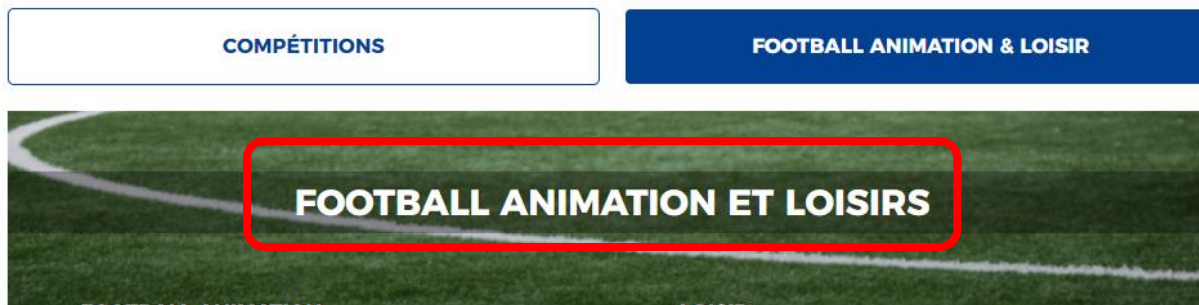 COMPÉTITIONS
FOOTBALL ANIMATION & LOISIR
FOOTBALL ANIMATION ET LOISIRS